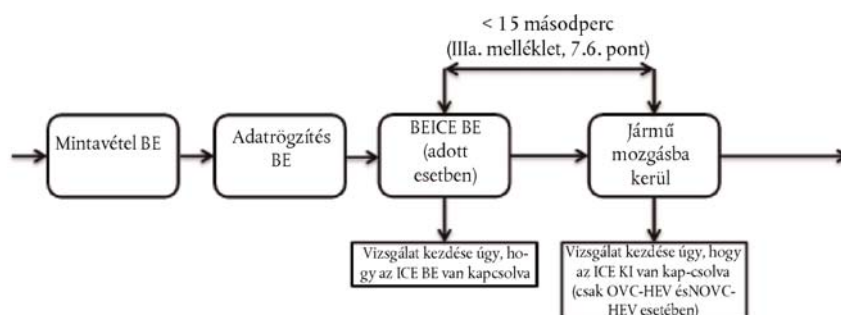 < 15 másodperc
(IIIa. melléklet, 7.6. pont)
Mintavétel BE
Adatrögzítés
BE
BEICE BE
(adott
esetben)
Jármű
mozgásba
kerül
Vizsgálat kezdése úgy, ho-
gy az ICE BE van kapcsolva
Vizsgálat kezdése úgy, hogy
az ICE KI van kap-csolva
(csak OVC-HEV ésNOVC-
HEV esetében)